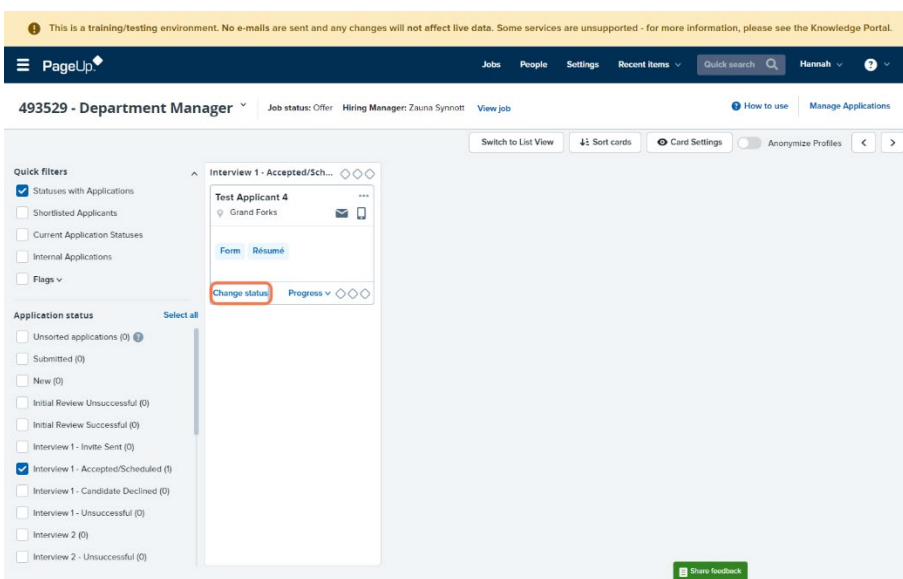 This is a training/testing environment. No e-mails are sent and any changes will not affect live data. Some services are unsupported - for more information, please see the Knowledge Portal.
PageUp.
Jobs People Settings Recent items Quick search Hannah ?
493529 - Department Manager Job status: Offer Hiring Manager: Zauna Synnott View job ? How to use Manage Applications
Switch to List View Sort cards Card Settings Anonymize Profiles < >
Quick filters
Statuses with Applications
Shortlisted Applicants
Current Application Statuses
Internal Applications
Flags
Application status Select all
Unsorted applications (0) ?
Submitted (0)
New (0)
Initial Review Unsuccessful (0)
Initial Review Successful (0)
Interview 1 - Invite Sent (0)
Interview 1 - Accepted/Scheduled (1)
Interview 1 - Candidate Declined (0)
Interview 1 - Unsuccessful (0)
Interview 2 (0)
Interview 2 - Unsuccessful (0)
Interview 1 - Accepted/Sch...
Test Applicant 4 ...
Grand Forks
Form Résumé
Change status Progress
Share feedback